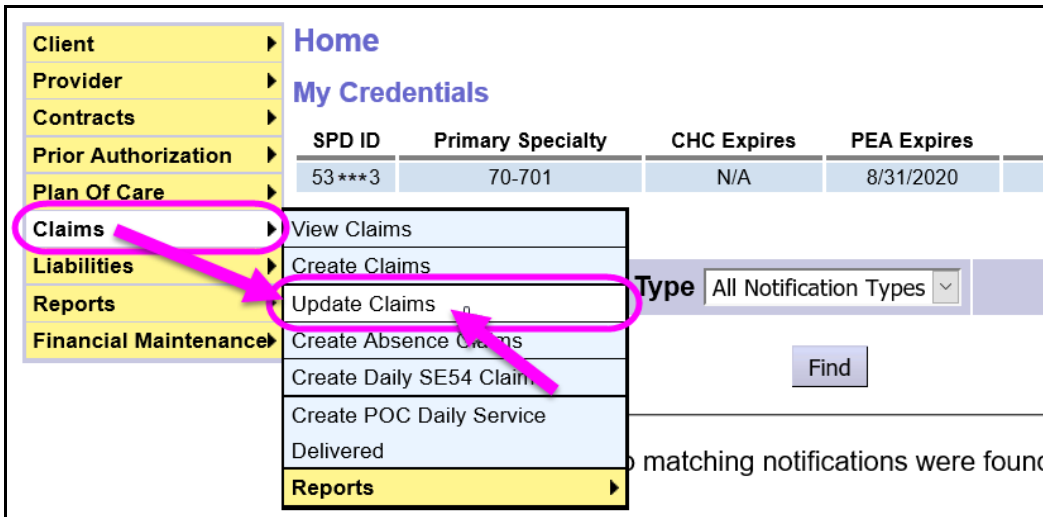 Client
Provider
Contracts
Prior Authorization
Plan Of Care
Claims
Liabilities
Reports
Financial Maintenance
Home
My Credentials
SPD ID Primary Specialty CHC Expires PEA Expires
53***3 70-701 N/A 8/31/2020
View Claims
Create Claims
Update Claims
Create Absence Claims
Create Daily SE54 Claim
Create POC Daily Service
Delivered
Reports
Type All Notification Types
Find
matching notifications were found